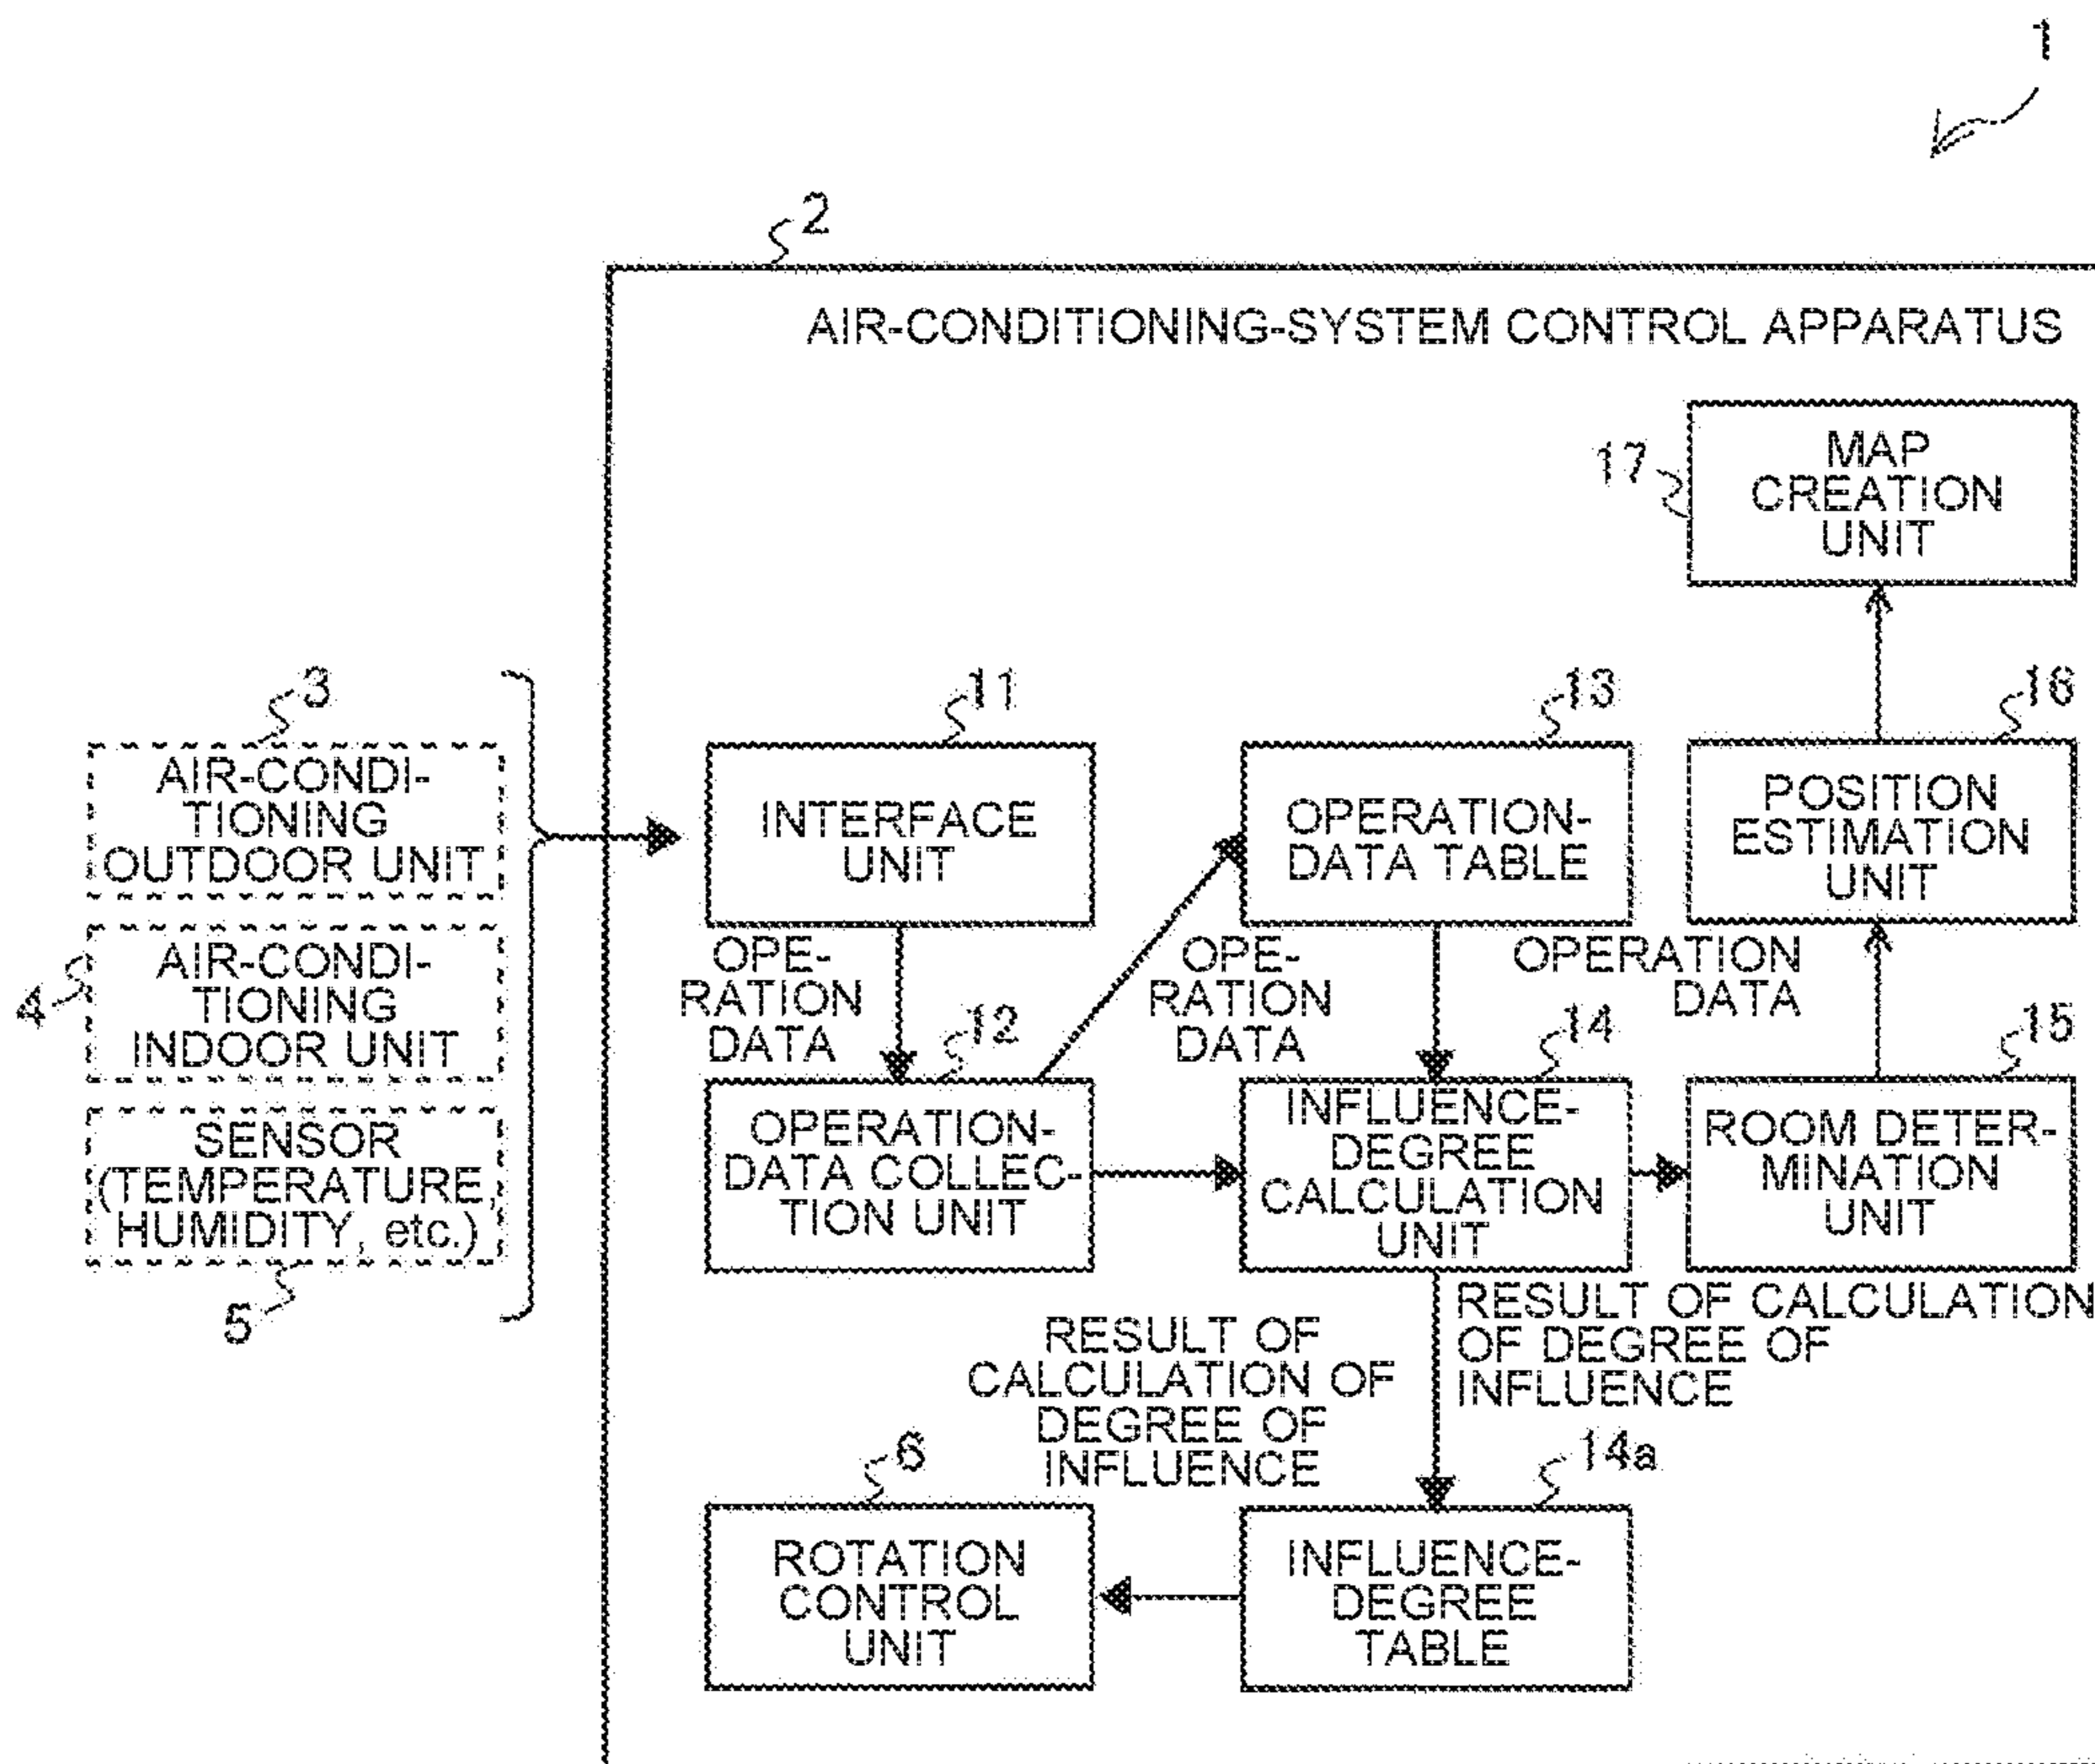 1
2
AIR-CONDITIONING-SYSTEM CONTROL APPARATUS
17
MAP
CREATION
UNIT
3
AIR-CONDI-
TIONING
OUTDOOR UNIT
4
AIR-CONDI-
TIONING
INDOOR UNIT
SENSOR
(TEMPERATURE,
HUMIDITY, etc.)
5
11
INTERFACE
UNIT
13
OPERATION-
DATA TABLE
16
POSITION
ESTIMATION
UNIT
OPE-
RATION
DATA
OPE-
RATION
DATA
OPERATION
DATA
12
OPERATION-
DATA COLLEC-
TION UNIT
14
INFLUENCE-
DEGREE
CALCULATION
UNIT
15
ROOM DETER-
MINATION
UNIT
RESULT OF
CALCULATION OF
DEGREE OF
INFLUENCE
RESULT OF CALCULATION
OF DEGREE OF
INFLUENCE
6
ROTATION
CONTROL
UNIT
14a
INFLUENCE-
DEGREE
TABLE